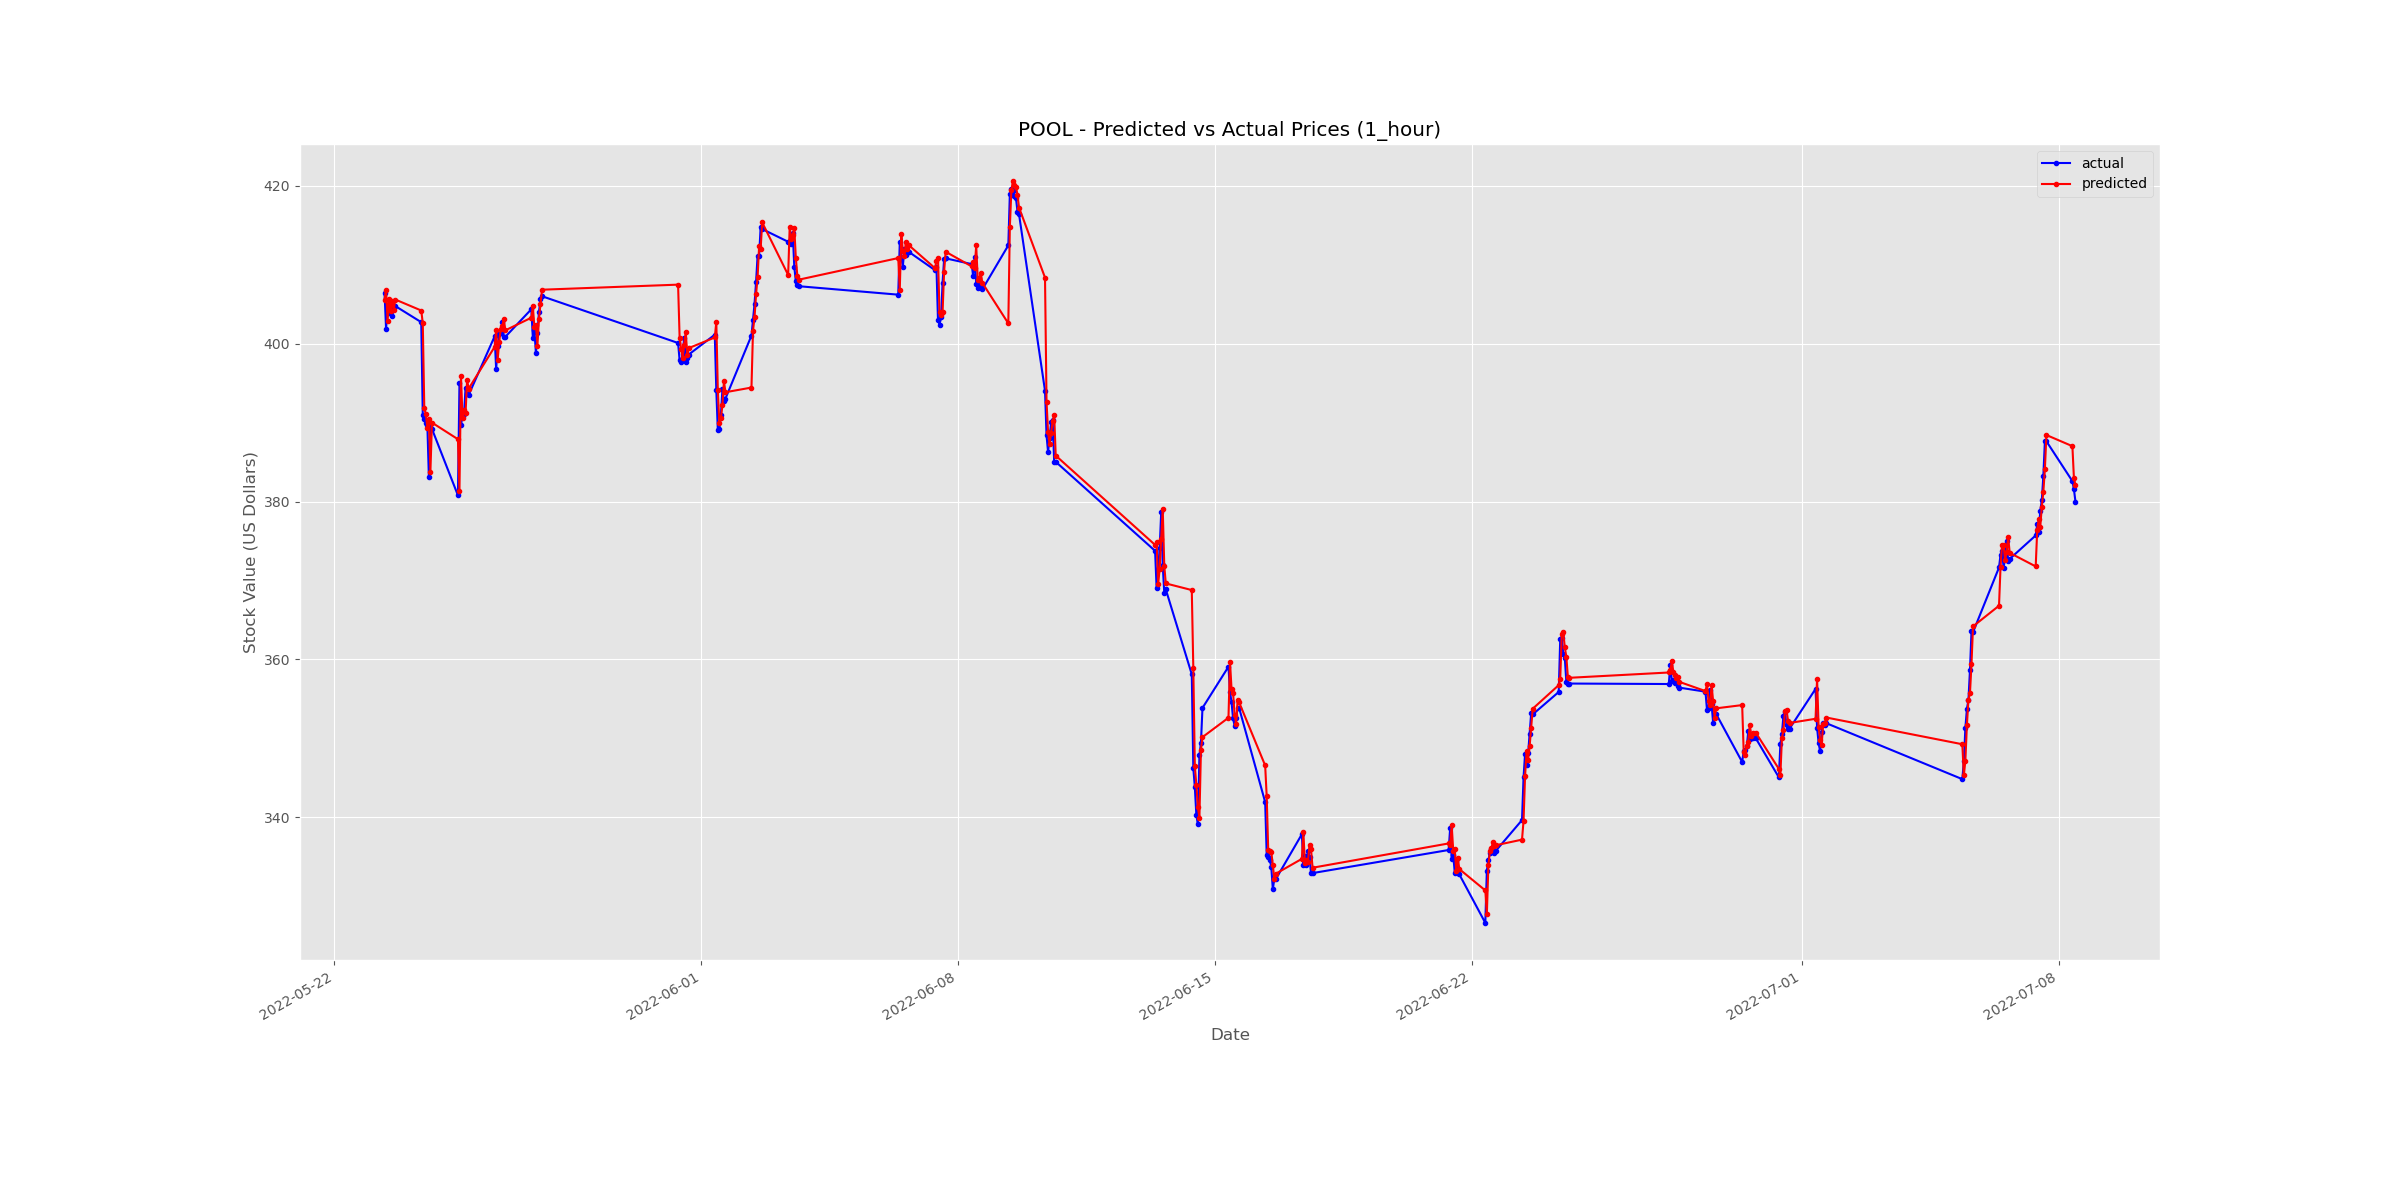 POOL - Predicted vs Actual Prices (1_hour)
actual
predicted
420
400
380
360
340
Stock Value (US Dollars)
2022-05-22
2022-06-01
2022-06-08
2022-06-15
2022-06-22
2022-07-01
2022-07-08
Date